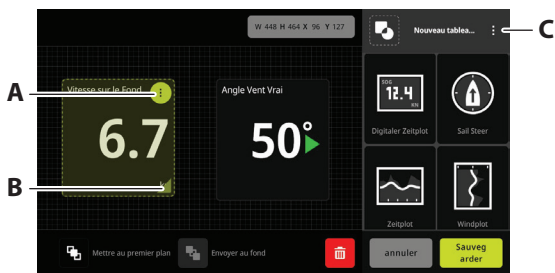 W 448 H 464 X 96 Y 127
Nouveau tablea...
C
A
Vitesse sur le Fond
6.7
B
Angle Vent Vrai
50°
SOG
12.4
KN
Digitaler Zeitplot
Sail Steer
Zeitplot
Windplot
Mettre au premier plan
Envoyer au fond
annuler
Sauveg
arder